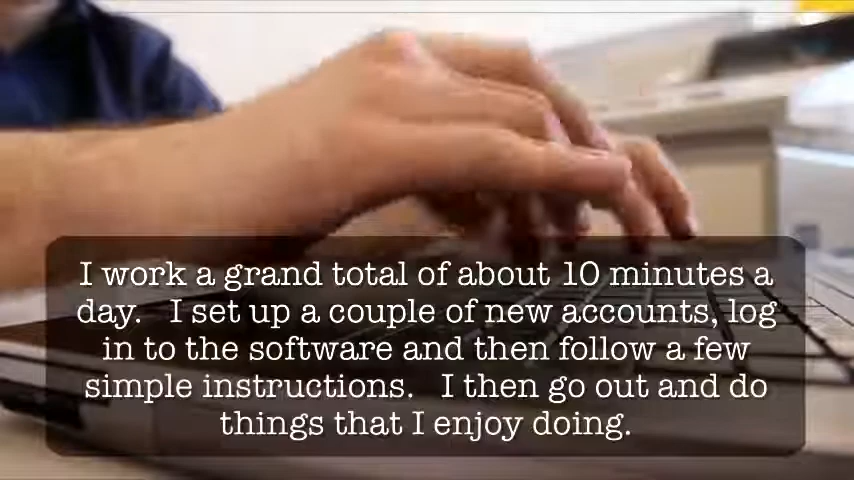 I work a grand total of about 10 minutes a
day. I set up a couple of new accounts, log
in to the software and then follow a few
simple instructions. I then go out and do
things that I enjoy doing.